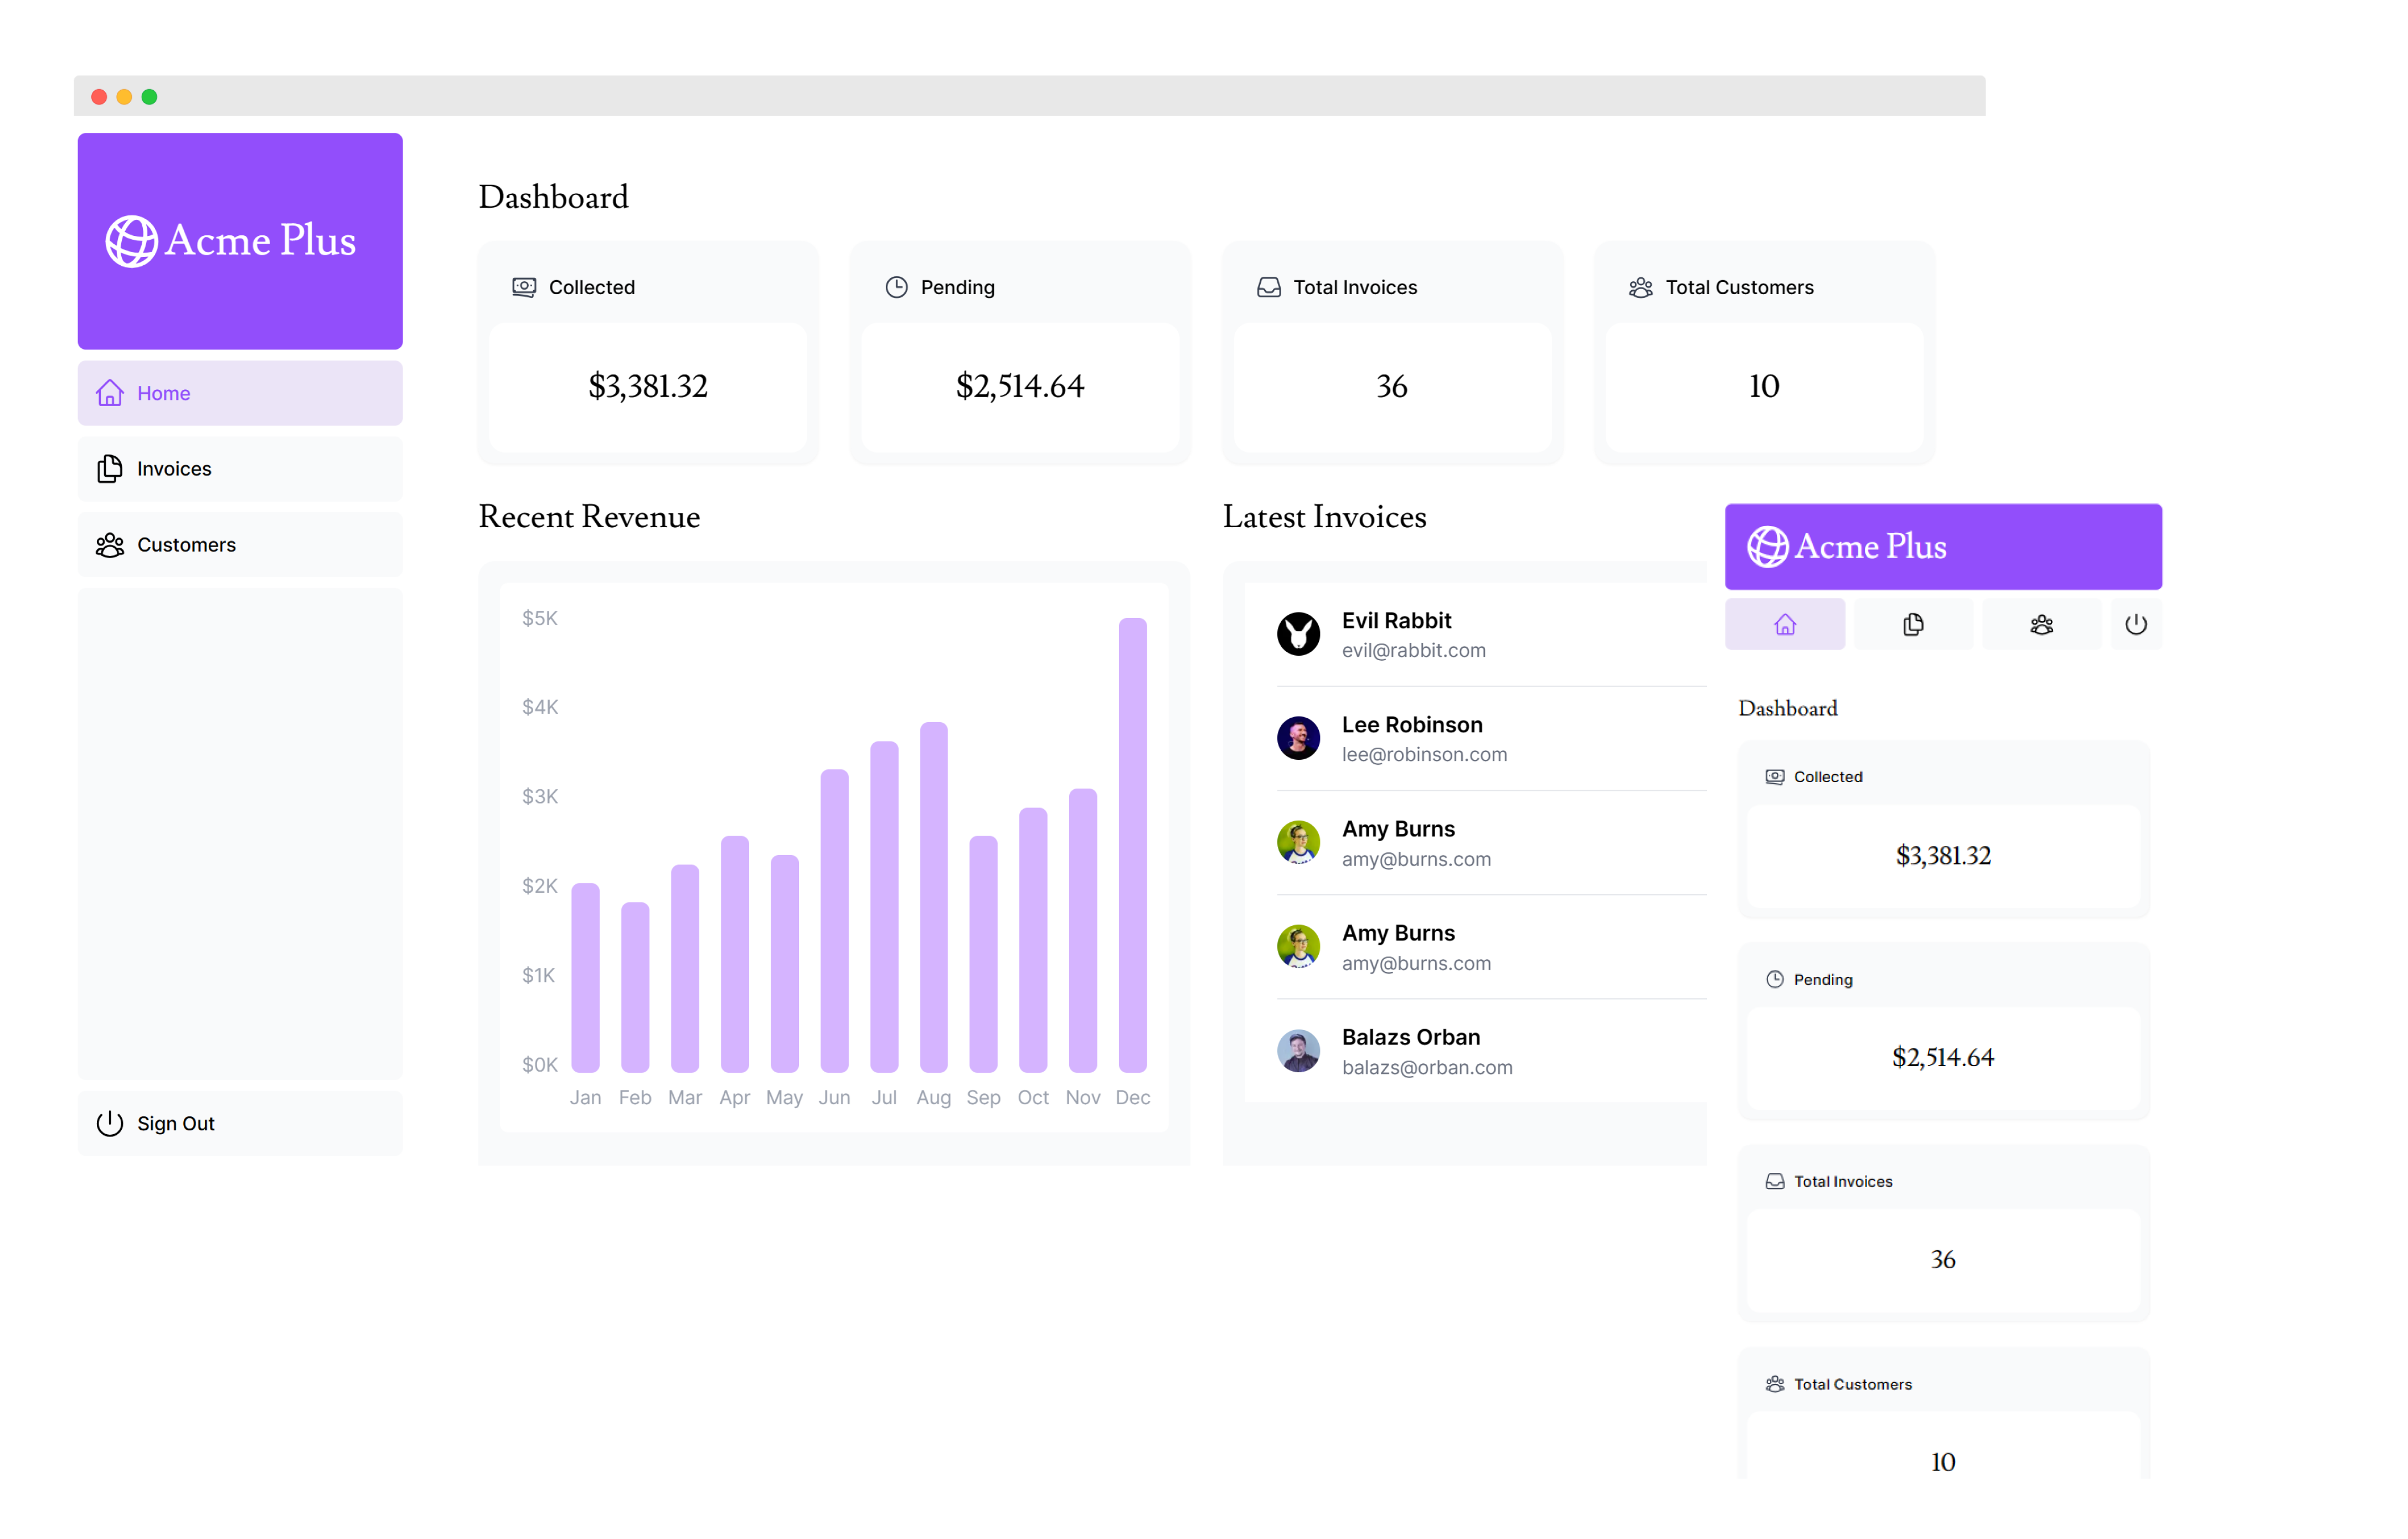 Acme Plus
Home
Invoices
Customers
Sign Out
Dashboard
Collected
$3,381.32
Pending
$2,514.64
Total Invoices
36
Total Customers
10
Recent Revenue
$5K
$4K
$3K
$2K
$1K
$0K
Jan Feb Mar Apr May Jun Jul Aug Sep Oct Nov Dec
Latest Invoices
Evil Rabbit
evil@rabbit.com
Lee Robinson
lee@robinson.com
Amy Burns
amy@burns.com
Amy Burns
amy@burns.com
Balazs Orban
balazs@orban.com
Acme Plus
Dashboard
Collected
$3,381.32
Pending
$2,514.64
Total Invoices
36
Total Customers
10